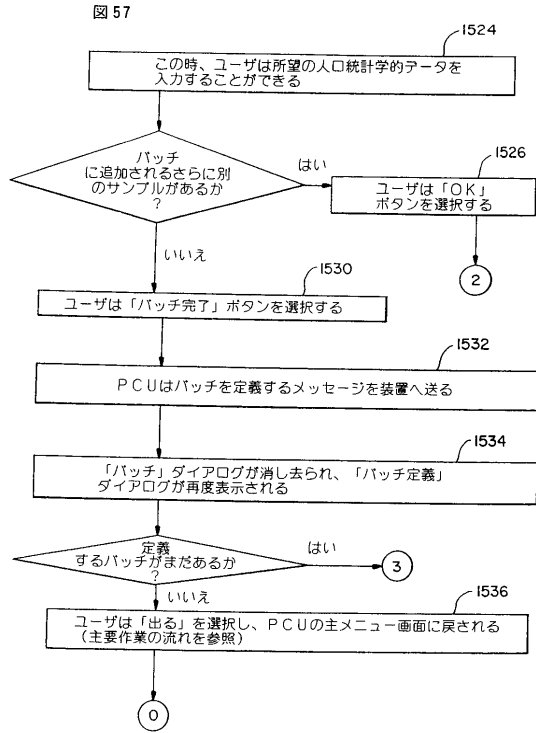 図57
1524
この時、ユーザは所望の人口統計学的データを
入力することができる
バッチ
に追加されるさらに別
のサンプルがあるか
?
はい
1526
ユーザは「OK」
ボタンを選択する
2
いいえ
1530
ユーザは「バッチ完了」ボタンを選択する
1532
PCUはバッチを定義するメッセージを装置へ送る
1534
「バッチ」ダイアログが消し去られ、「バッチ定義」
ダイアログが再度表示される
定義
するバッチがまだあるか
?
はい
3
いいえ
1536
ユーザは「出る」を選択し、PCUの主メニュー画面に戻される
(主要作業の流れを参照)
0